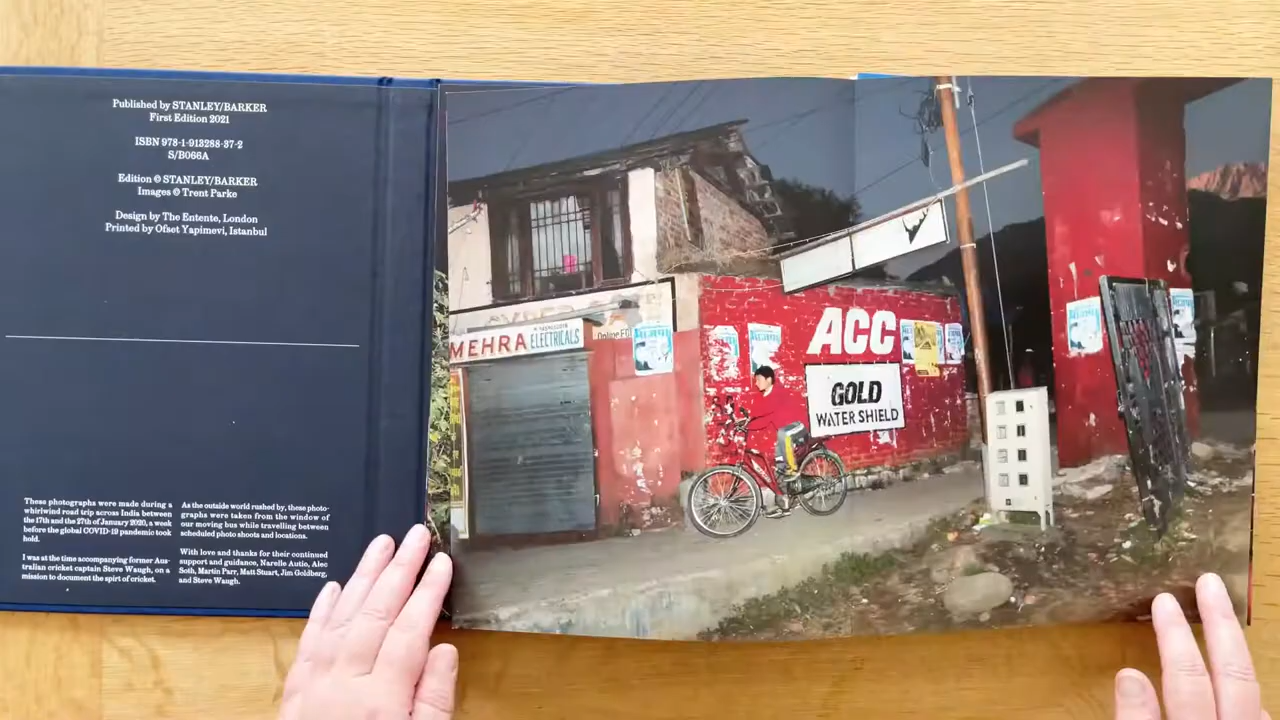 Published by STANLEY/BARKER
First Edition 2021
ISBN 978-1-913288-37-2
S/B066A
Edition © STANLEY/BARKER
Images © Trent Parke
Design by The Entente, London
Printed by Ofset Yapimevi, Istanbul
These photographs were made during a
whirlwind road trip across India between
the 17th and the 27th of January 2020, a week
before the global COVID-19 pandemic took
hold.
I was at the time accompanying former Aus-
tralian cricket captain Steve Waugh, on a
mission to document the spirt of cricket.
As the outside world rushed by, these photo-
graphs were taken from the window of
our moving bus while travelling between
scheduled photo shoots and locations.
With love and thanks for their continued
support and guidance, Narelle Autio, Alec
Soth, Martin Parr, Matt Stuart, Jim Goldberg,
and Steve Waugh.
MEHRA ELECTRICALS
Online
ACC
GOLD
WATER SHIELD